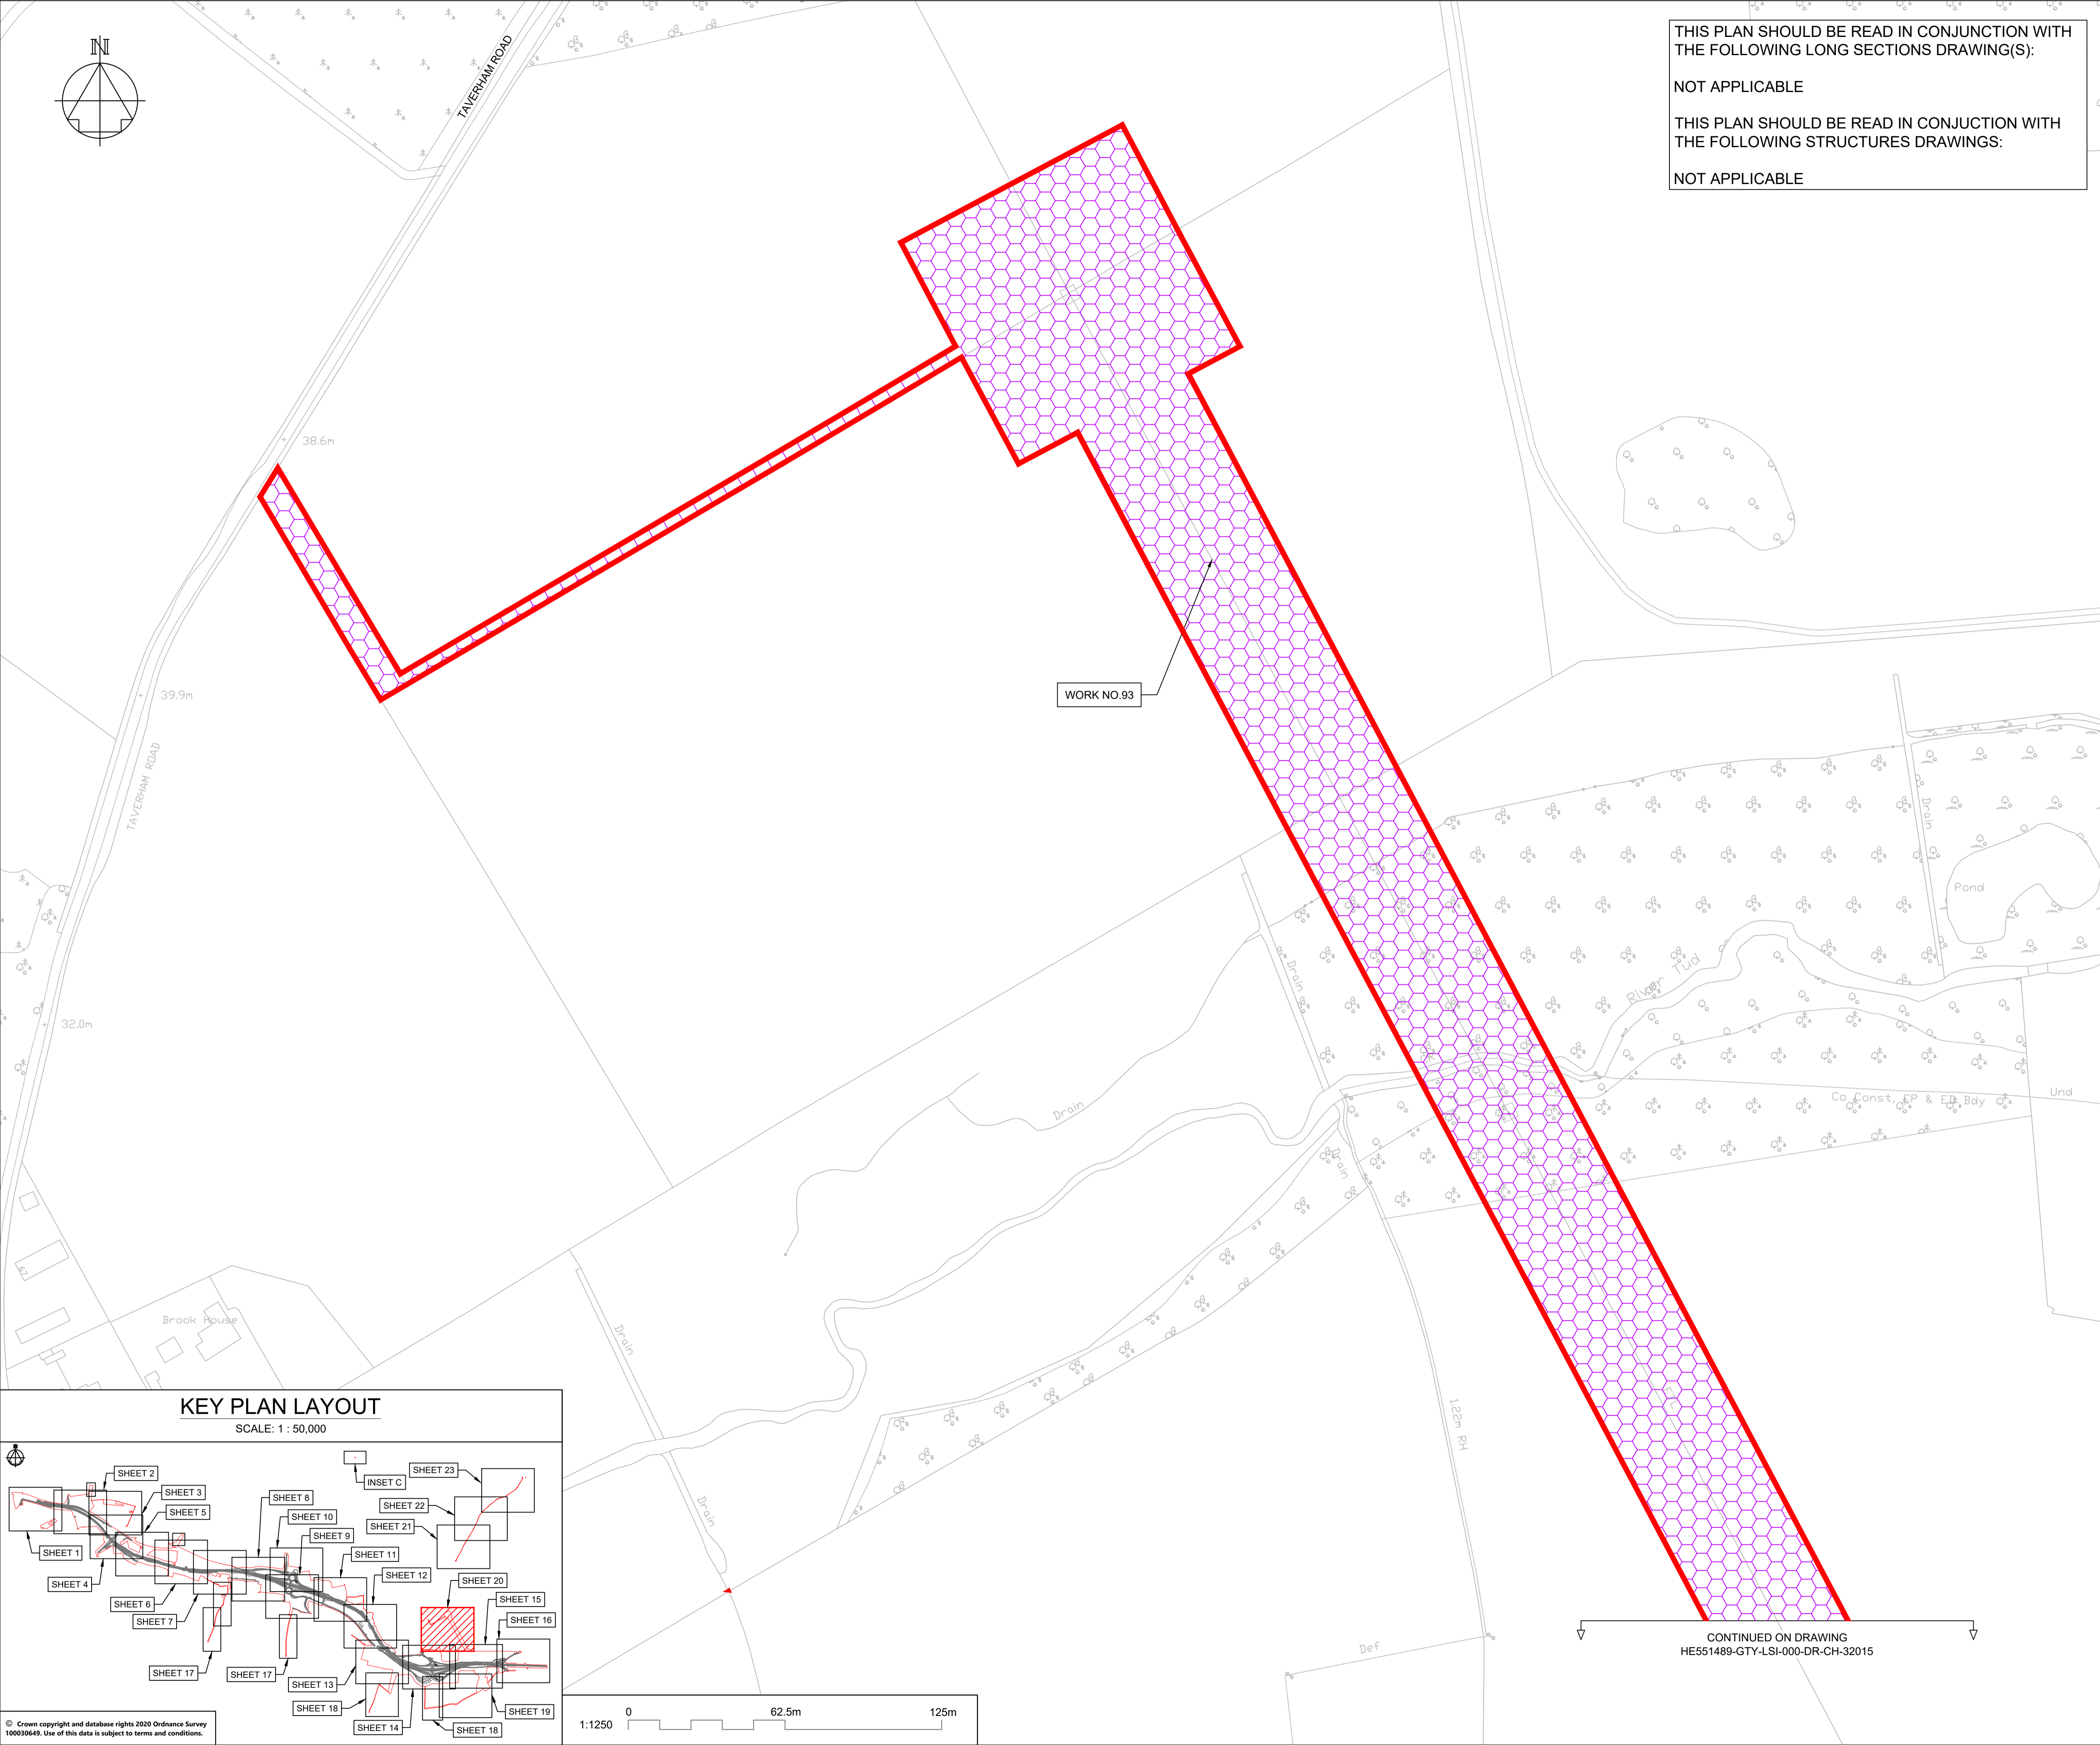 N
TAVERHAM ROAD
THIS PLAN SHOULD BE READ IN CONJUNCTION WITH
THE FOLLOWING LONG SECTIONS DRAWING(S):
NOT APPLICABLE
THIS PLAN SHOULD BE READ IN CONJUCTION WITH
THE FOLLOWING STRUCTURES DRAWINGS:
NOT APPLICABLE
38.6m
39.9m
TAVERHAM ROAD
WORK NO.93
Drain
Pond
Drain
River Tud
32.0m
Drain
Co Const, CP & ED Bdy
Und
Drain
67
Brook House
Drain
1.22m RH
Drain
Def
CONTINUED ON DRAWING
HE551489-GTY-LSI-000-DR-CH-32015
KEY PLAN LAYOUT
SCALE: 1 : 50,000
SHEET 2
INSET C
SHEET 23
SHEET 3
SHEET 8
SHEET 22
SHEET 5
SHEET 10
SHEET 21
SHEET 9
SHEET 1
SHEET 11
SHEET 12
SHEET 4
SHEET 20
SHEET 6
SHEET 15
SHEET 7
SHEET 16
SHEET 17
SHEET 17
SHEET 13
SHEET 18
SHEET 19
SHEET 14
SHEET 18
© Crown copyright and database rights 2020 Ordnance Survey
100030649. Use of this data is subject to terms and conditions.
1:1250
0
62.5m
125m